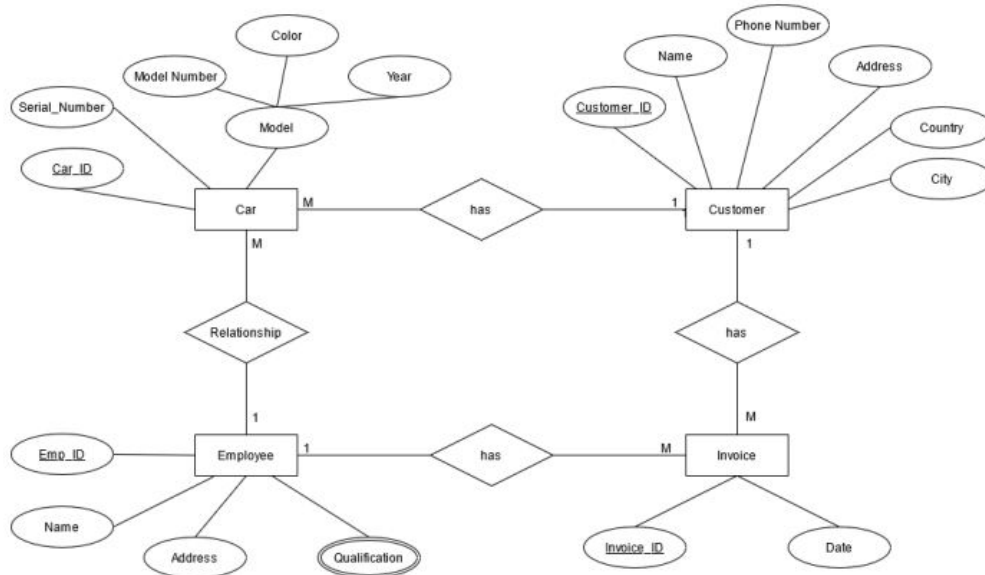 Color
Phone Number
Model Number
Year
Name
Address
Serial_Number
Customer_ID
Model
Country
Car_ID
City
Car
M
has
1
Customer
M
1
Relationship
has
1
M
Emp_ID
Employee
1
has
M
Invoice
Name
Address
Qualification
Invoice_ID
Date